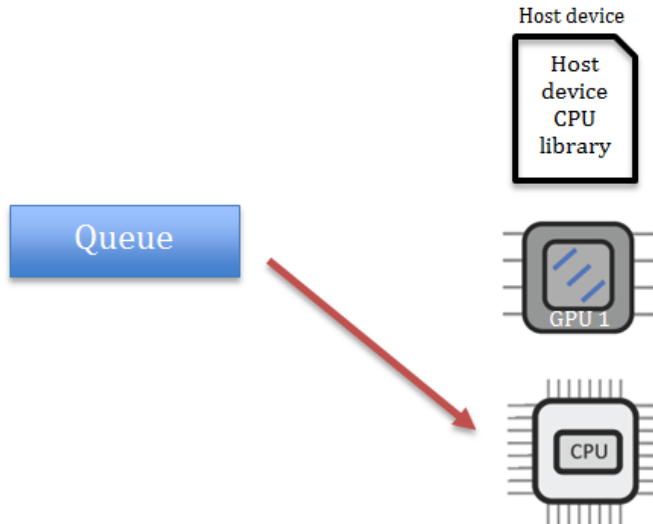 Host device
Host
device
CPU
library
Queue
GPU 1
CPU